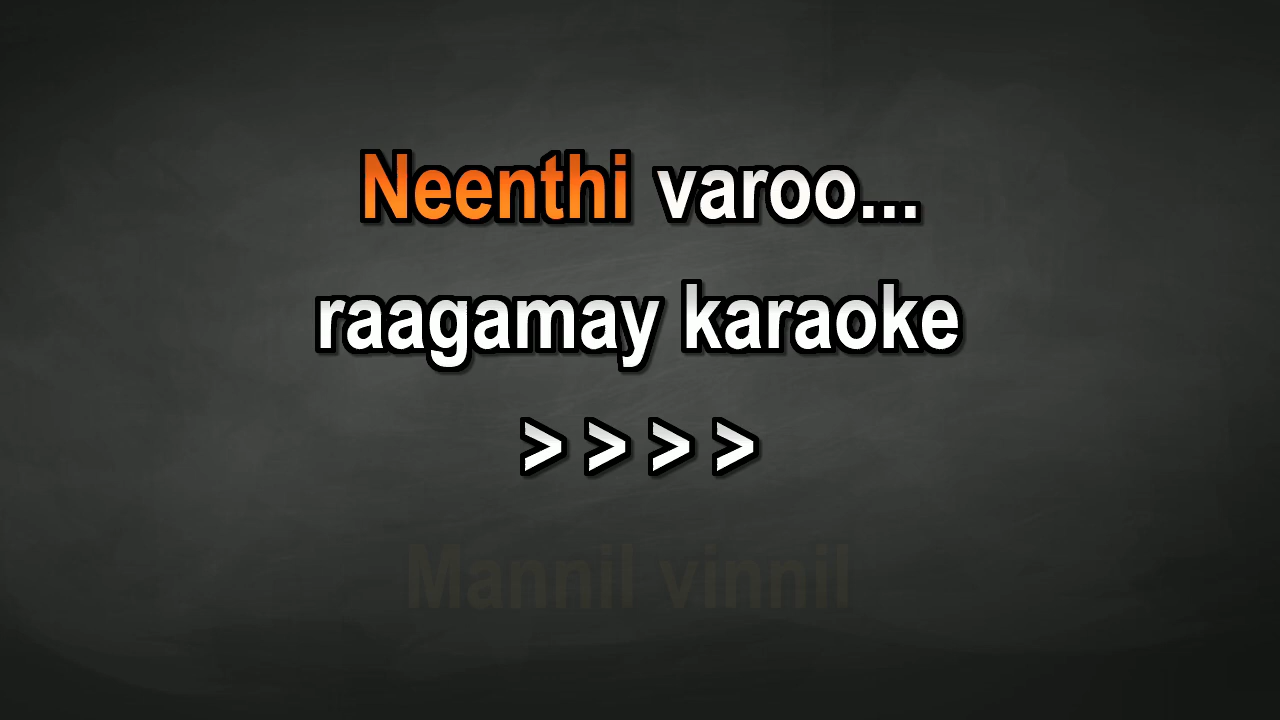 Neenthi varoo...
raagamay karaoke
> > > >
Mannil vinnil